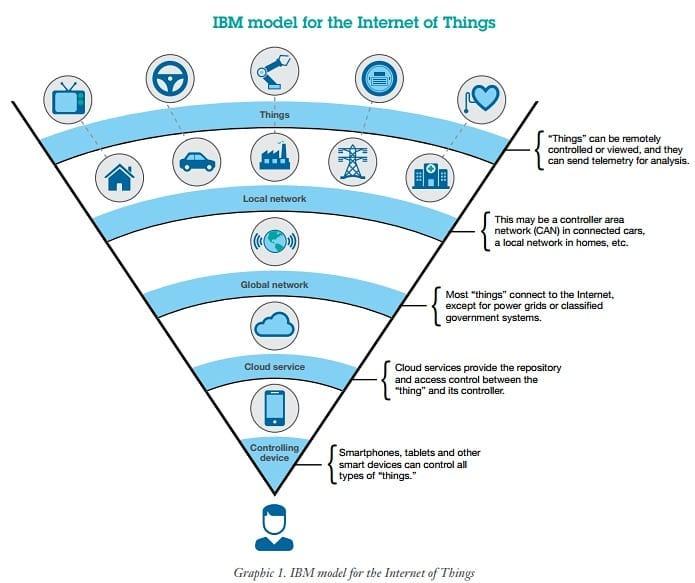 IBM model for the Internet of Things
Things
"Things" can be remotely
controlled or viewed, and they
can send telemetry for analysis.
Local network
This may be a controller area
network (CAN) in connected cars,
a local network in homes, etc.
Global network
Most "things" connect to the Internet,
except for power grids or classified
government systems.
Cloud service
Cloud services provide the repository
and access control between the
"thing" and its controller.
Controlling
device
Smartphones, tablets and other
smart devices can control all
types of "things."
Graphic 1. IBM model for the Internet of Things